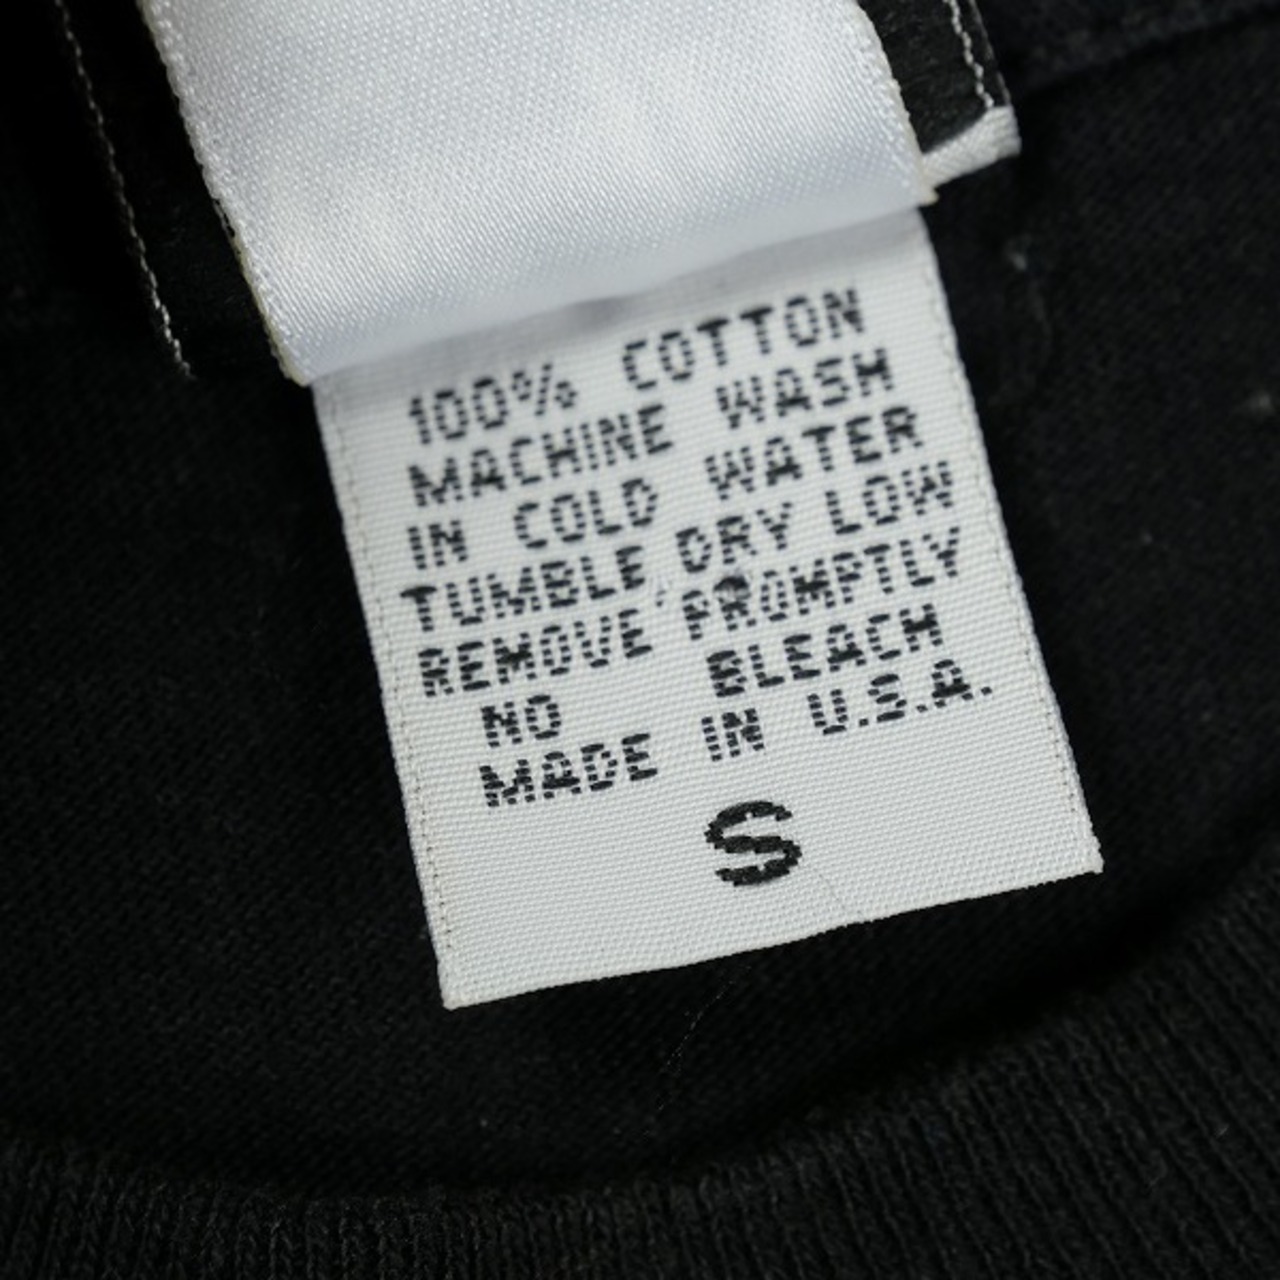 100% COTTON
MACHINE WASH
IN COLD WATER
TUMBLE DRY LOW
REMOVE PROMPTLY
NO BLEACH
MADE IN U.S.A.
S